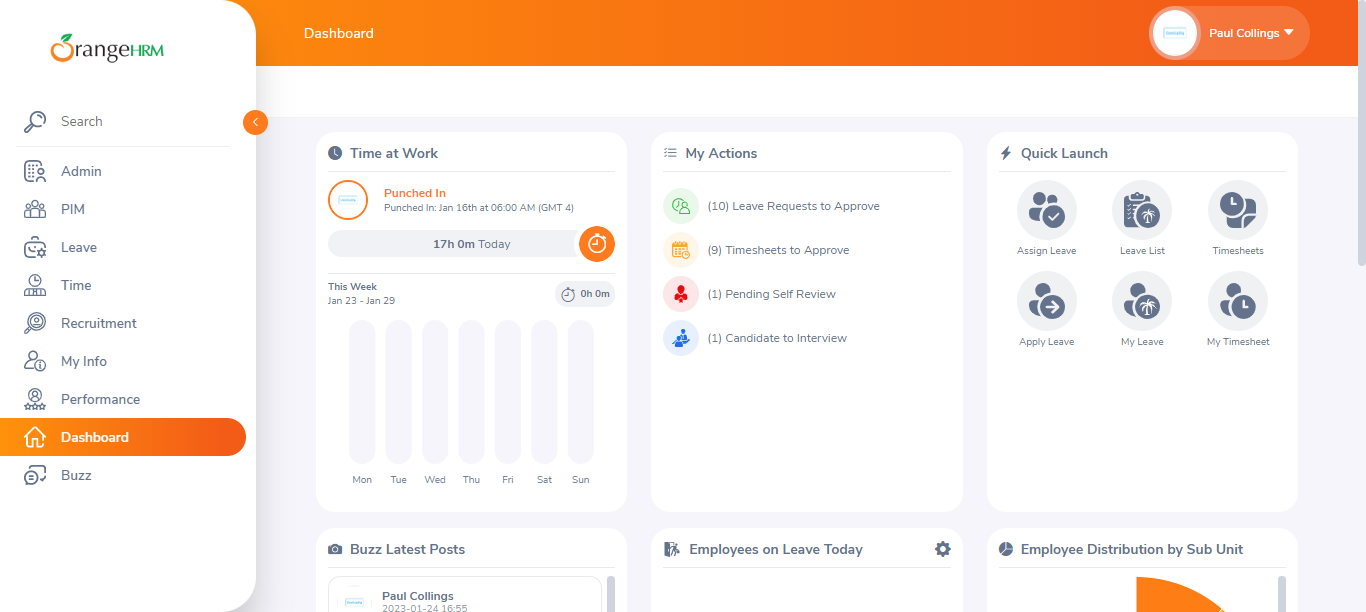 OrangeHRM
Dashboard
Paul Collings
Search
Admin
PIM
Leave
Time
Recruitment
My Info
Performance
Dashboard
Buzz
Time at Work
Punched In
Punched In: Jan 16th at 06:00 AM (GMT 4)
17h 0m Today
This Week
Jan 23 - Jan 29
0h 0m
Mon Tue Wed Thu Fri Sat Sun
My Actions
(10) Leave Requests to Approve
(9) Timesheets to Approve
(1) Pending Self Review
(1) Candidate to Interview
Quick Launch
Assign Leave Leave List Timesheets
Apply Leave My Leave My Timesheet
Buzz Latest Posts
Paul Collings
2023-01-24 16:55
Employees on Leave Today
Employee Distribution by Sub Unit